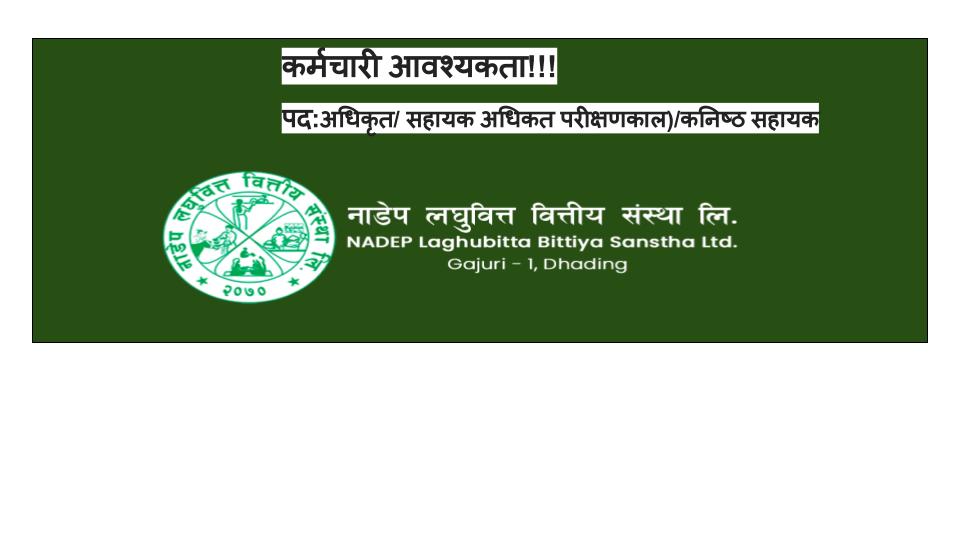 कर्मचारी आवश्यकता!!!
पद:अधिकृत/ सहायक अधिकत परीक्षणकाल)/कनिष्ठ सहायक
नाडेप लघुवित्त वित्तीय संस्था लि.
२०७०
नाडेप लघुवित्त वित्तीय संस्था लि.
NADEP Laghubitta Bittiya Sanstha Ltd.
Gajuri - 1, Dhading